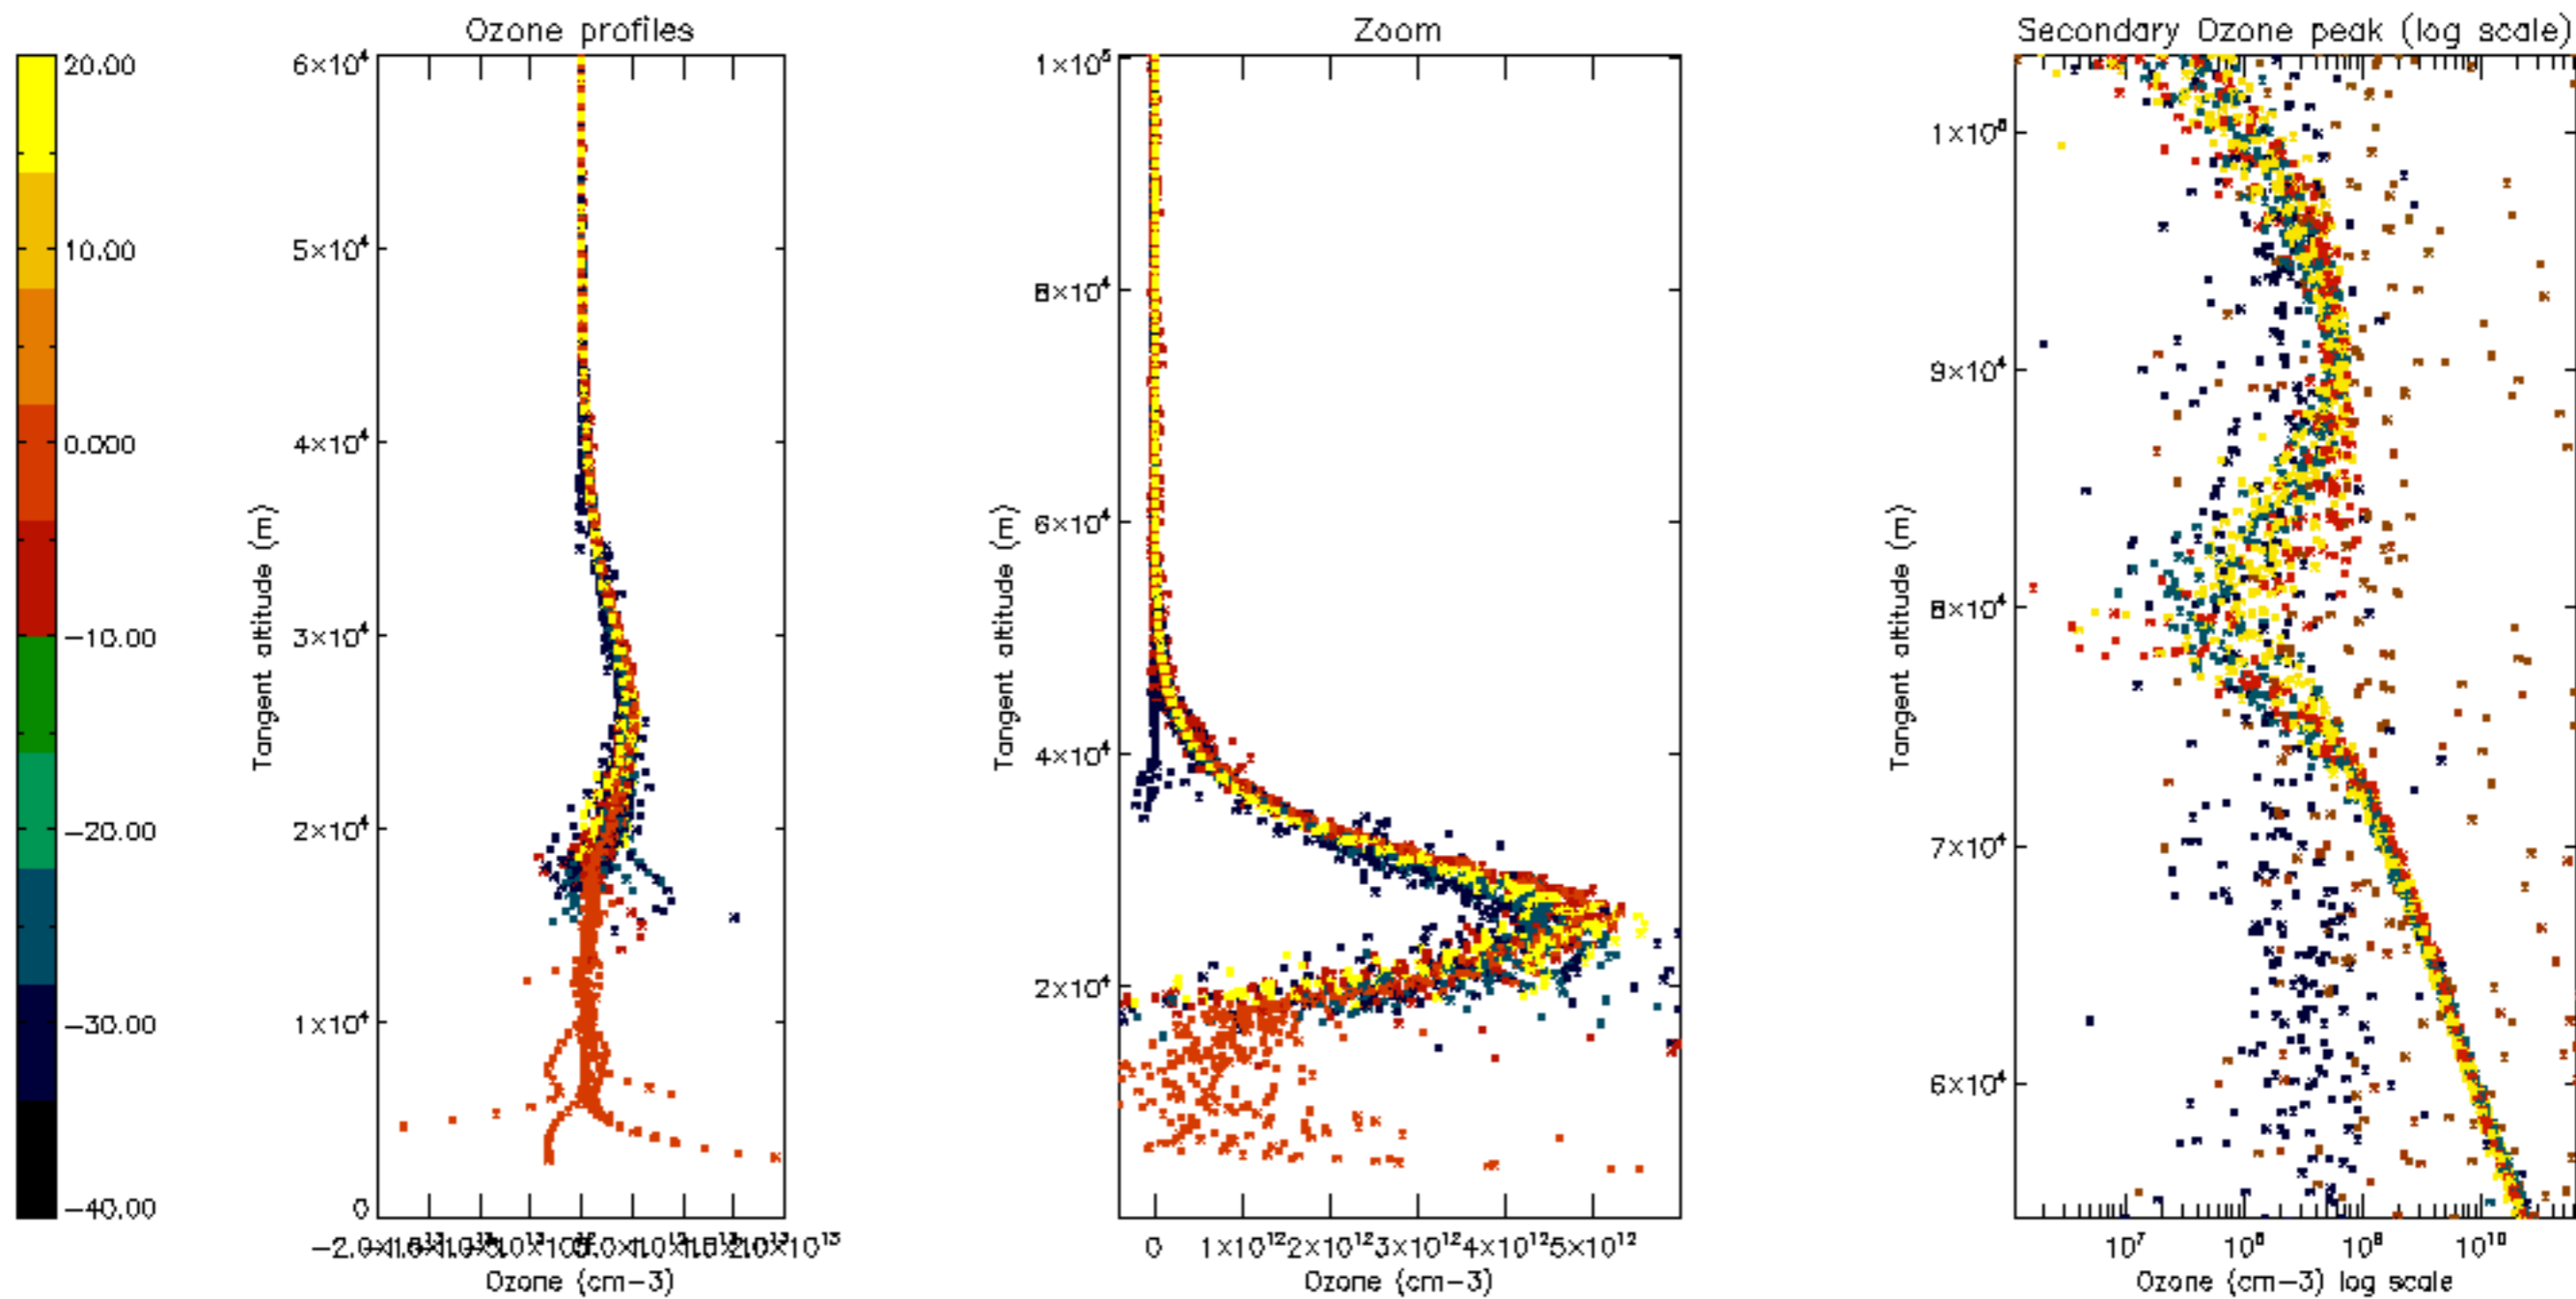 Ozone profiles
Zoom
Secondary Ozone peak (log scale)
20.00
10.00
0.000
−10.00
−20.00
−30.00
−40.00
6×10⁴
5×10⁴
4×10⁴
3×10⁴
2×10⁴
1×10⁴
0
Tangent altitude (m)
Ozone (cm−3)
1×10⁵
8×10⁴
6×10⁴
4×10⁴
2×10⁴
Tangent altitude (m)
0 1×10¹² 2×10¹² 3×10¹² 4×10¹² 5×10¹²
Ozone (cm−3)
1×10⁵
9×10⁴
8×10⁴
7×10⁴
6×10⁴
Tangent altitude (m)
10⁷ 10⁸ 10⁹ 10¹⁰
Ozone (cm−3) log scale